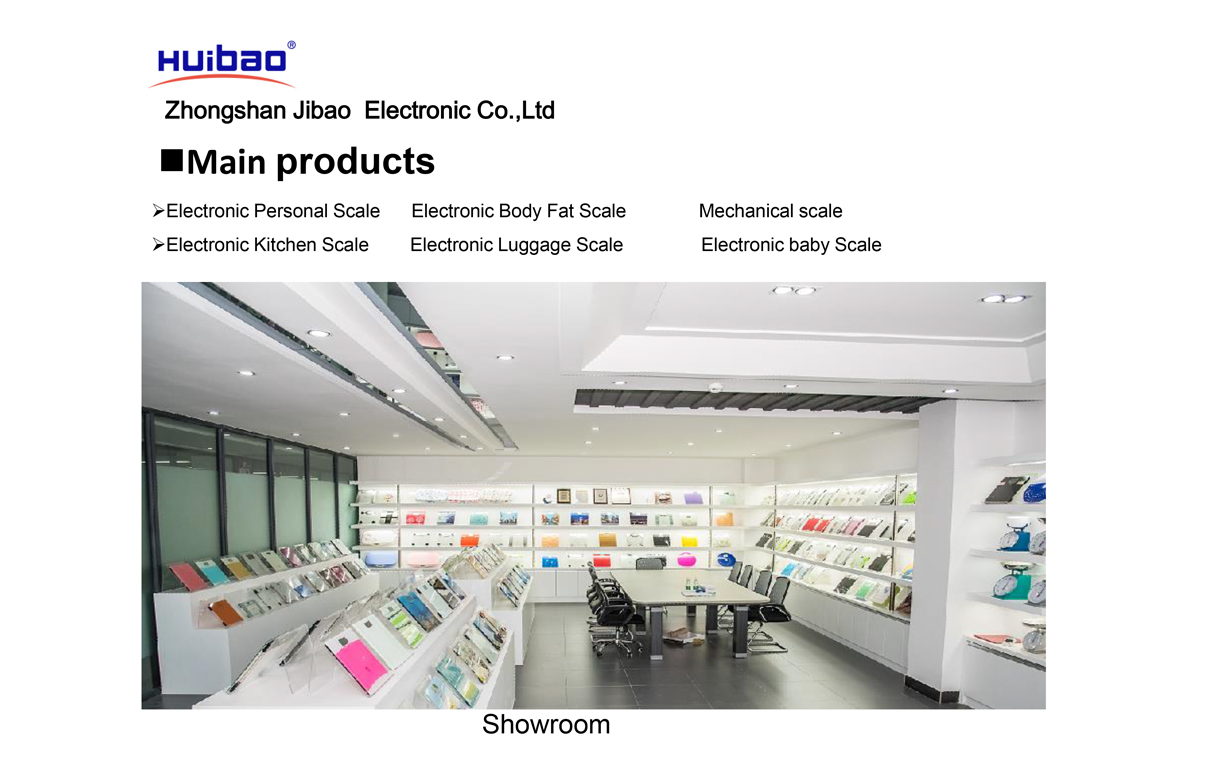 Huibao®
Zhongshan Jibao Electronic Co.,Ltd
■Main products
➢Electronic Personal Scale Electronic Body Fat Scale Mechanical scale
➢Electronic Kitchen Scale Electronic Luggage Scale Electronic baby Scale
Showroom